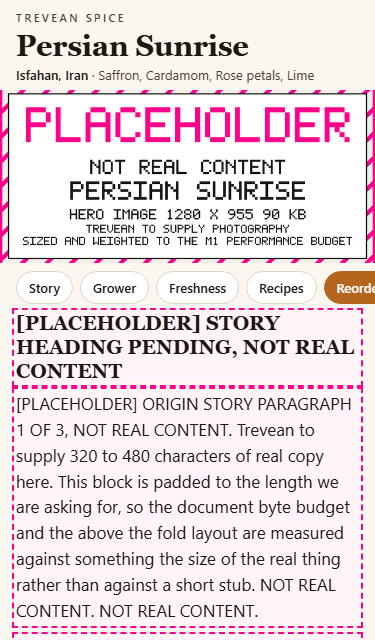 TREVEAN SPICE
Persian Sunrise
Isfahan, Iran · Saffron, Cardamom, Rose petals, Lime
PLACEHOLDER
NOT REAL CONTENT
PERSIAN SUNRISE
HERO IMAGE 1280 X 955 90 KB
TREVEAN TO SUPPLY PHOTOGRAPHY
SIZED AND WEIGHTED TO THE M1 PERFORMANCE BUDGET
Story Grower Freshness Recipes
[PLACEHOLDER] STORY
HEADING PENDING, NOT REAL
CONTENT
[PLACEHOLDER] ORIGIN STORY PARAGRAPH
1 OF 3, NOT REAL CONTENT. Trevean to
supply 320 to 480 characters of real copy
here. This block is padded to the length we
are asking for, so the document byte budget
and the above the fold layout are measured
against something the size of the real thing
rather than against a short stub. NOT REAL
CONTENT. NOT REAL CONTENT.